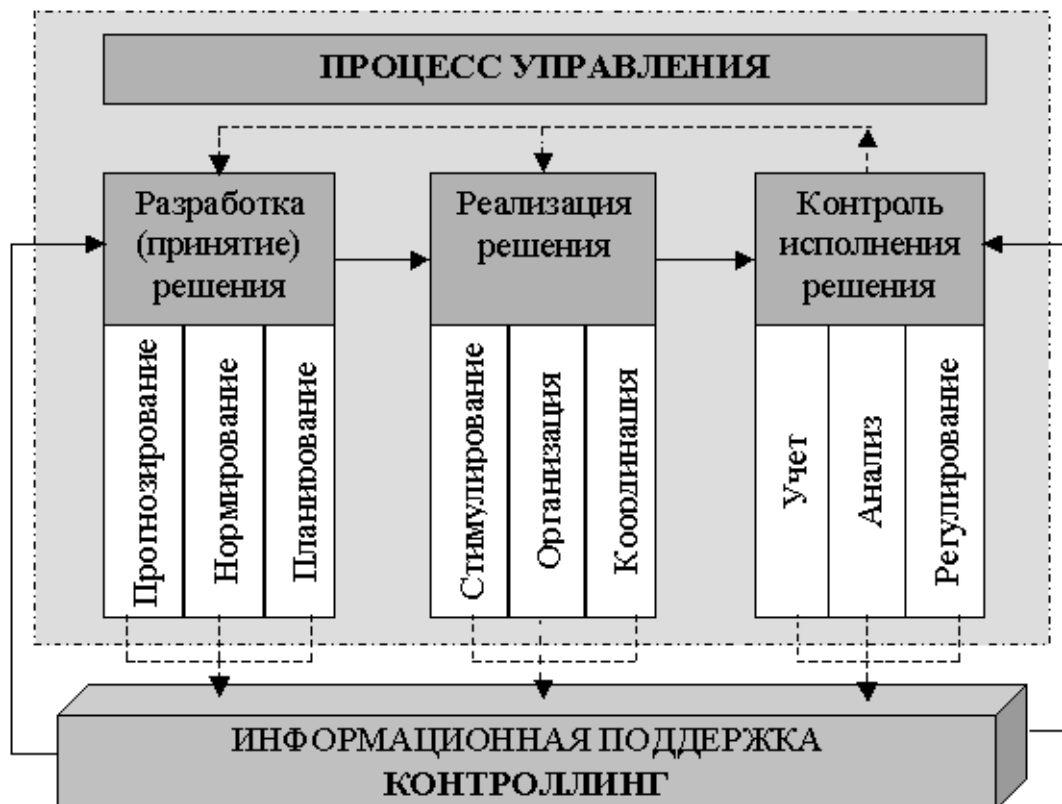 ПРОЦЕСС УПРАВЛЕНИЯ
Разработка
(принятие)
решения
Реализация
решения
Контроль
исполнения
решения
Прогнозирование
Нормирование
Планирование
Стимулирование
Организация
Координация
Учет
Анализ
Регулирование
ИНФОРМАЦИОННАЯ ПОДДЕРЖКА
КОНТРОЛЛИНГ